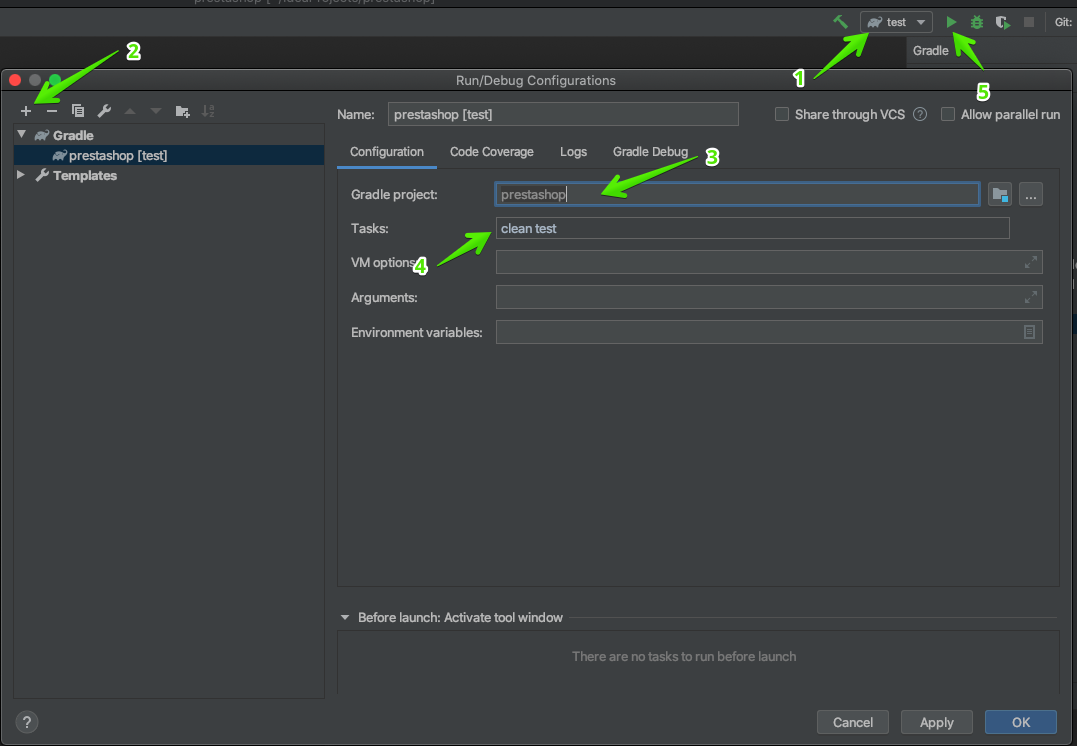 test
Git:
Gradle
1
2
5
Run/Debug Configurations
Name:
prestashop [test]
Share through VCS
?
Allow parallel run
Gradle
prestashop [test]
Templates
Configuration
Code Coverage
Logs
Gradle Debug
3
Gradle project:
prestashop
...
Tasks:
clean test
4
VM options
Arguments:
Environment variables:
Before launch: Activate tool window
There are no tasks to run before launch
?
Cancel
Apply
OK